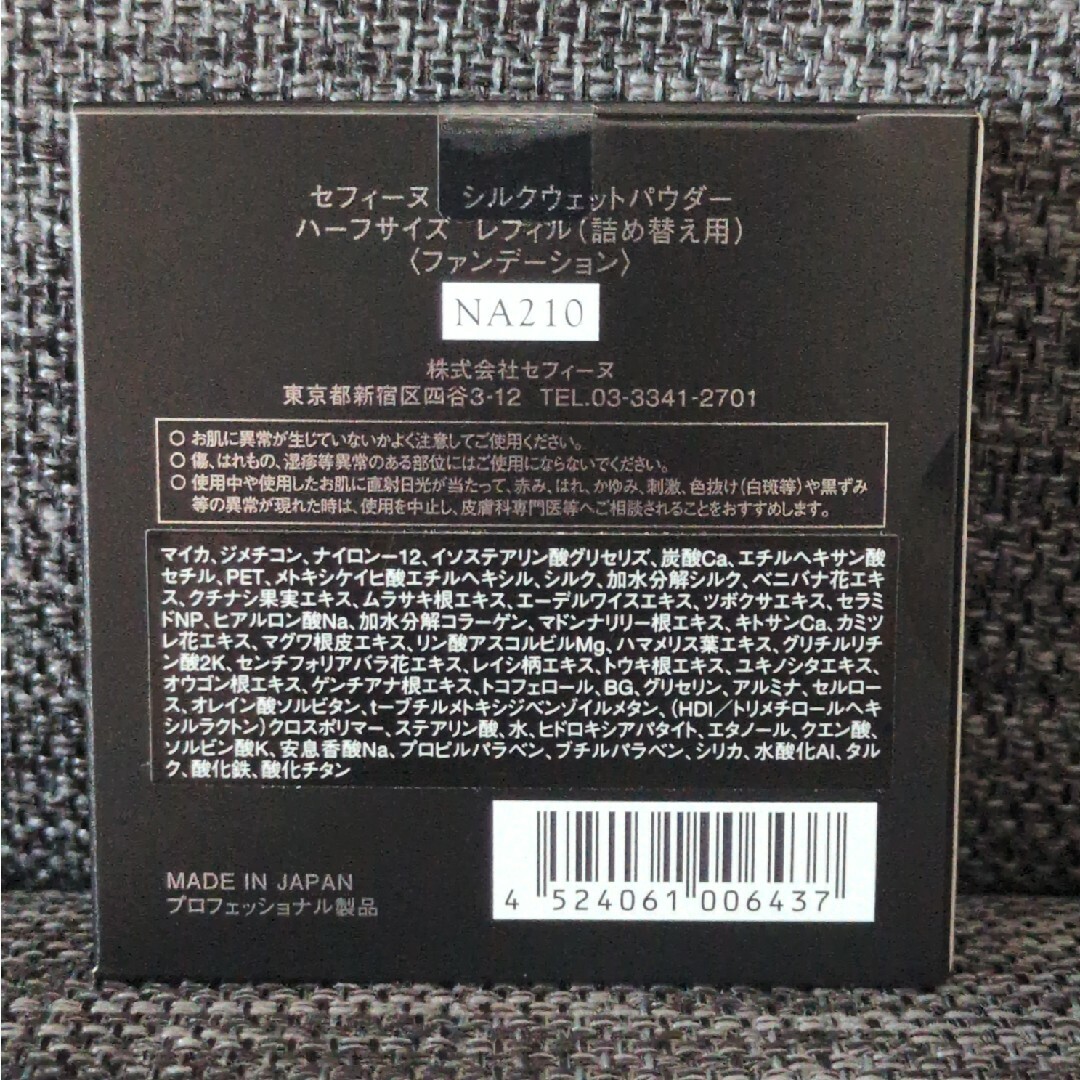 セフィーヌ シルクウェットパウダー
ハーフサイズ レフィル(詰め替え用)
〈ファンデーション〉
NA210
株式会社セフィーヌ
東京都新宿区四谷3-12 TEL.03-3341-2701
○ お肌に異常が生じていないかよく注意してご使用ください。
○ 傷、はれもの、湿疹等異常のある部位にはご使用にならないでください。
○ 使用中や使用したお肌に直射日光が当たって、赤み、はれ、かゆみ、刺激、色抜け(白斑等)や黒ずみ
等の異常が現れた時は、使用を中止し、皮膚科専門医等へご相談されることをおすすめします。
マイカ、ジメチコン、ナイロン−12、イソステアリン酸グリセリズ、炭酸Ca、エチルヘキサン酸
セチル、PET、メトキシケイヒ酸エチルヘキシル、シルク、加水分解シルク、ベニバナ花エキ
ス、クチナシ果実エキス、ムラサキ根エキス、エーデルワイスエキス、ツボクサエキス、セラミ
ドNP、ヒアルロン酸Na、加水分解コラーゲン、マドンナリリー根エキス、キトサンCa、カミツ
レ花エキス、マグワ根皮エキス、リン酸アスコルビルMg、ハマメリス葉エキス、グリチルリチ
ン酸2K、センチフォリアバラ花エキス、レイシ柄エキス、トウキ根エキス、ユキノシタエキス、
オウゴン根エキス、ゲンチアナ根エキス、トコフェロール、BG、グリセリン、アルミナ、セルロー
ス、オレイン酸ソルビタン、t−ブチルメトキシジベンゾイルメタン、(HDI/トリメチロールヘキ
シルラクトン)クロスポリマー、ステアリン酸、水、ヒドロキシアパタイト、エタノール、クエン酸、
ソルビン酸K、安息香酸Na、プロピルパラベン、ブチルパラベン、シリカ、水酸化Al、タル
ク、酸化鉄、酸化チタン
MADE IN JAPAN
プロフェッショナル製品
4 524061 006437